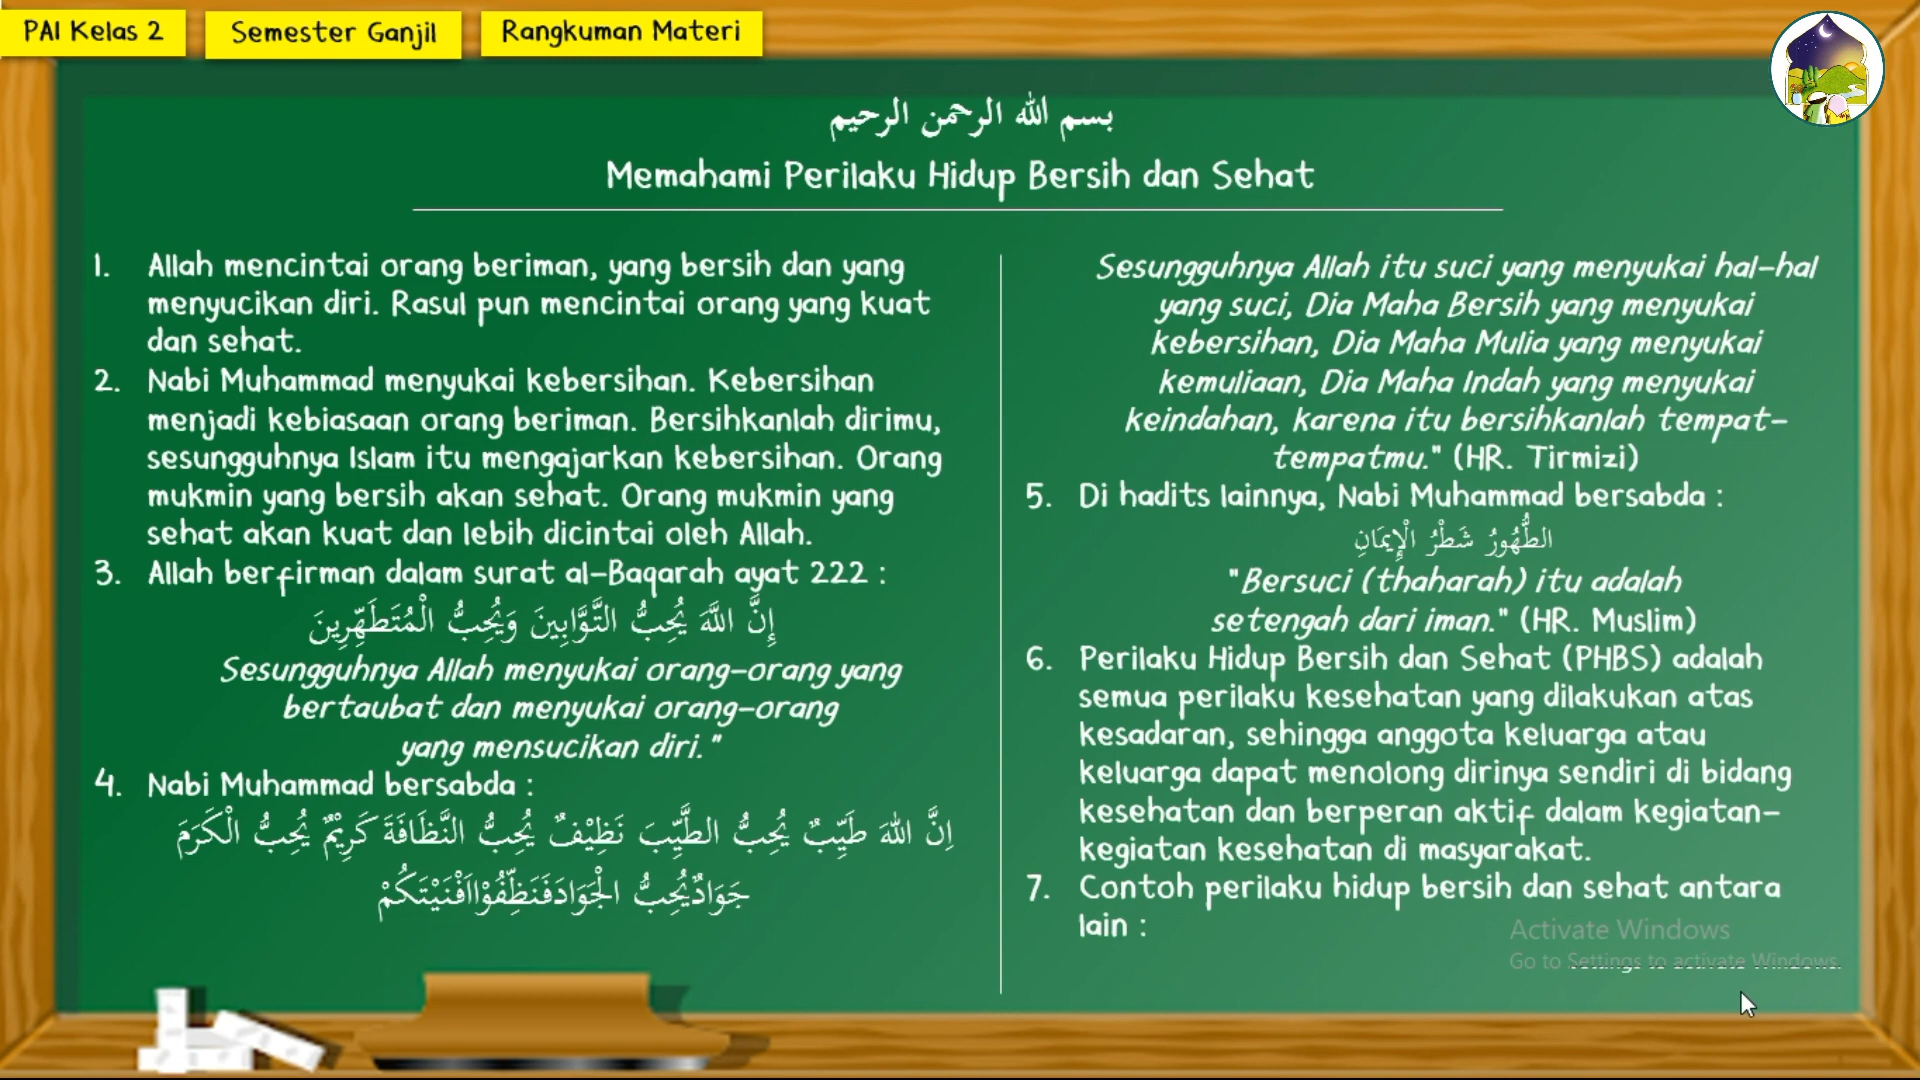 PAI Kelas 2
Semester Ganjil
Rangkuman Materi
بسم الله الرحمن الرحيم
Memahami Perilaku Hidup Bersih dan Sehat
1. Allah mencintai orang beriman, yang bersih dan yang
menyucikan diri. Rasul pun mencintai orang yang kuat
dan sehat.
2. Nabi Muhammad menyukai kebersihan. Kebersihan
menjadi kebiasaan orang beriman. Bersihkanlah dirimu,
sesungguhnya Islam itu mengajarkan kebersihan. Orang
mukmin yang bersih akan sehat. Orang mukmin yang
sehat akan kuat dan lebih dicintai oleh Allah.
3. Allah berfirman dalam surat al-Baqarah ayat 222 :
إِنَّ اللَّهَ يُحِبُّ التَّوَّابِينَ وَيُحِبُّ الْمُتَطَهِّرِينَ
Sesungguhnya Allah menyukai orang-orang yang
bertaubat dan menyukai orang-orang
yang mensucikan diri."
4. Nabi Muhammad bersabda :
اِنَّ اللهَ طَيِّبٌ يُحِبُّ الطَّيِّبَ نَظِيْفٌ يُحِبُّ النَّظَافَةَ كَرِيْمٌ يُحِبُّ الْكَرَمَ
جَوَادٌيُحِبُّ الْجَوَادَفَنَظِّفُوْااَفْنَيْتَكُمْ
Sesungguhnya Allah itu suci yang menyukai hal-hal
yang suci, Dia Maha Bersih yang menyukai
kebersihan, Dia Maha Mulia yang menyukai
kemuliaan, Dia Maha Indah yang menyukai
keindahan, karena itu bersihkanlah tempat-
tempatmu." (HR. Tirmizi)
5. Di hadits lainnya, Nabi Muhammad bersabda :
الطُّهُورُ شَطْرُ الْإِيمَانِ
"Bersuci (thaharah) itu adalah
setengah dari iman." (HR. Muslim)
6. Perilaku Hidup Bersih dan Sehat (PHBS) adalah
semua perilaku kesehatan yang dilakukan atas
kesadaran, sehingga anggota keluarga atau
keluarga dapat menolong dirinya sendiri di bidang
kesehatan dan berperan aktif dalam kegiatan-
kegiatan kesehatan di masyarakat.
7. Contoh perilaku hidup bersih dan sehat antara
lain :
Activate Windows
Go to Settings to activate Windows.